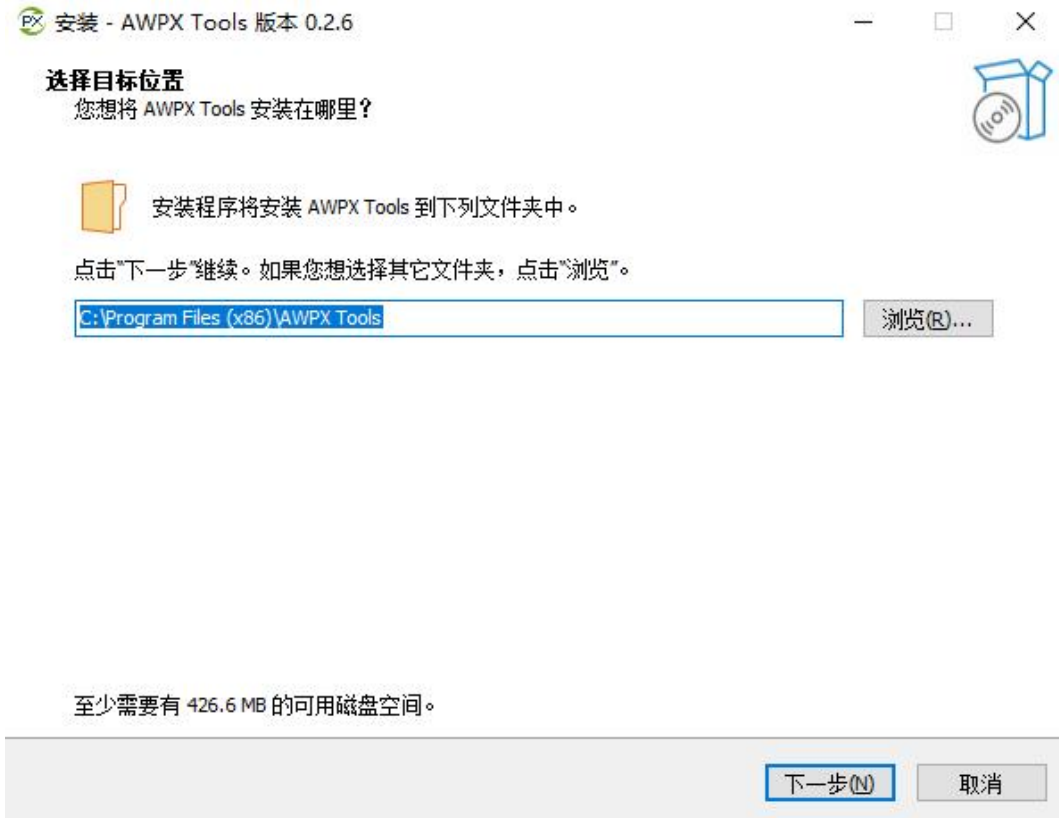 PX 安装 - AWPX Tools 版本 0.2.6
选择目标位置
您想将 AWPX Tools 安装在哪里？
安装程序将安装 AWPX Tools 到下列文件夹中。
点击"下一步"继续。如果您想选择其它文件夹，点击"浏览"。
C:\Program Files (x86)\AWPX Tools
浏览(R)...
至少需要有 426.6 MB 的可用磁盘空间。
下一步(N)
取消